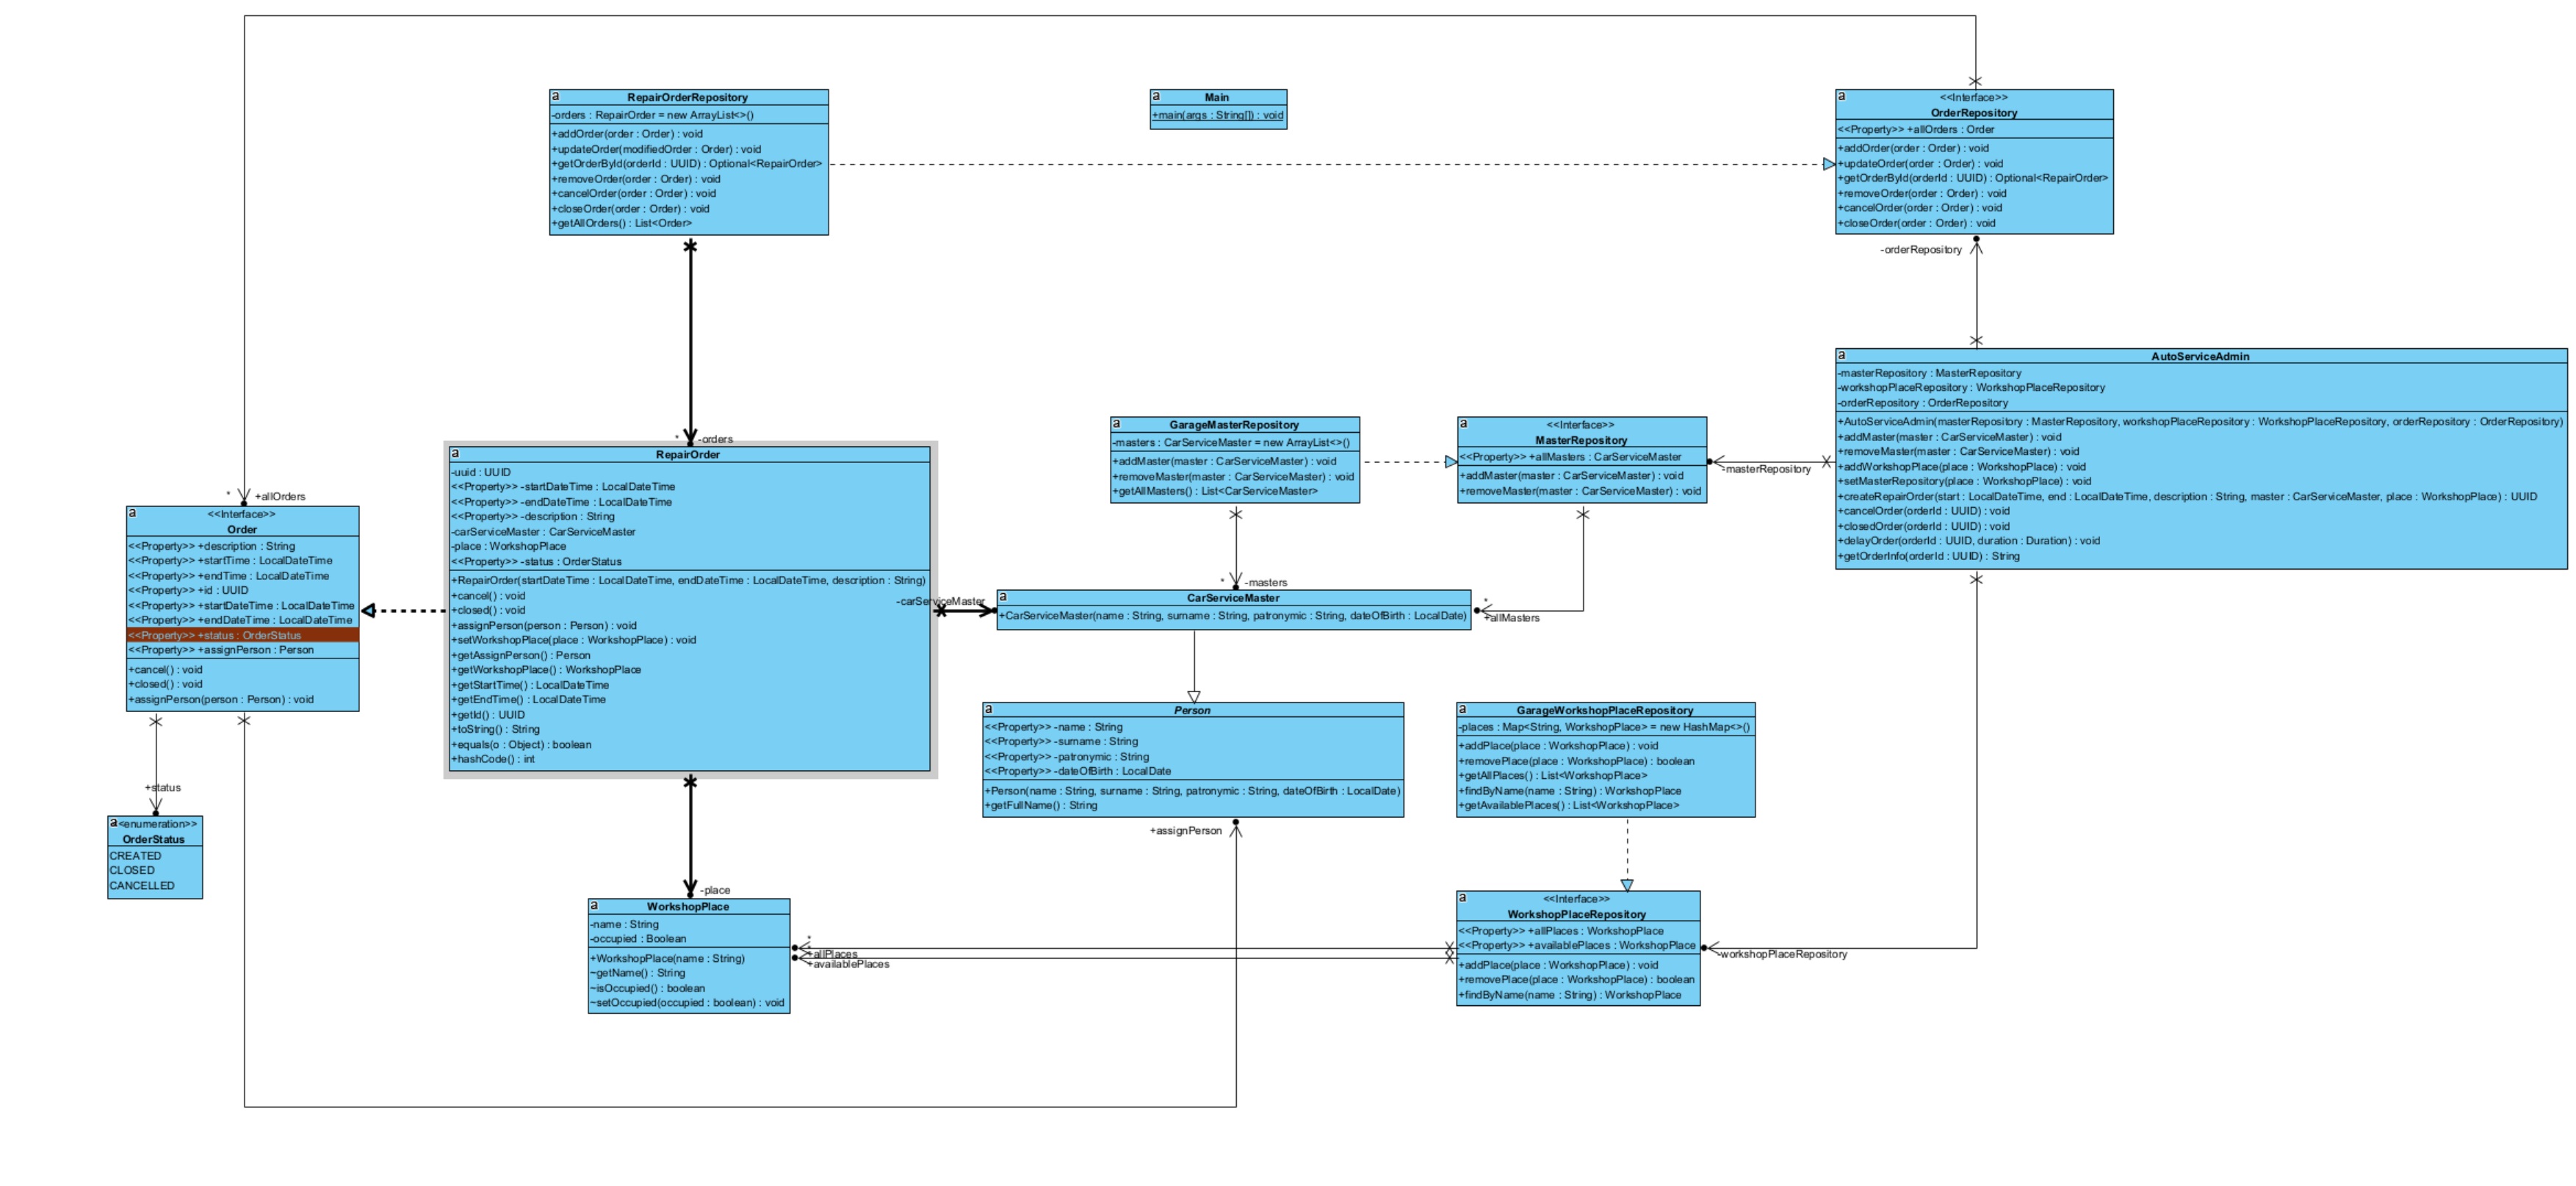 a
RepairOrderRepository
-orders : RepairOrder = new ArrayList<>()
+addOrder(order : Order) : void
+updateOrder(modifiedOrder : Order) : void
+getOrderById(orderId : UUID) : Optional<RepairOrder>
+removeOrder(order : Order) : void
+cancelOrder(order : Order) : void
+closeOrder(order : Order) : void
+getAllOrders() : List<Order>
a
Main
+main(args : String[]) : void
a
<<Interface>>
OrderRepository
<<Property>> +allOrders : Order
+addOrder(order : Order) : void
+updateOrder(order : Order) : void
+getOrderById(orderId : UUID) : Optional<RepairOrder>
+removeOrder(order : Order) : void
+cancelOrder(order : Order) : void
+closeOrder(order : Order) : void
-orderRepository
a
AutoServiceAdmin
-masterRepository : MasterRepository
-workshopPlaceRepository : WorkshopPlaceRepository
-orderRepository : OrderRepository
+AutoServiceAdmin(masterRepository : MasterRepository, workshopPlaceRepository : WorkshopPlaceRepository, orderRepository : OrderRepository)
+addMaster(master : CarServiceMaster) : void
+removeMaster(master : CarServiceMaster) : void
+addWorkshopPlace(place : WorkshopPlace) : void
+setMasterRepository(place : WorkshopPlace) : void
+createRepairOrder(start : LocalDateTime, end : LocalDateTime, description : String, master : CarServiceMaster, place : WorkshopPlace) : UUID
+cancelOrder(orderId : UUID) : void
+closedOrder(orderId : UUID) : void
+delayOrder(orderId : UUID, duration : Duration) : void
+getOrderInfo(orderId : UUID) : String
a
GarageMasterRepository
-masters : CarServiceMaster = new ArrayList<>()
+addMaster(master : CarServiceMaster) : void
+removeMaster(master : CarServiceMaster) : void
+getAllMasters() : List<CarServiceMaster>
a
<<Interface>>
MasterRepository
<<Property>> +allMasters : CarServiceMaster
+addMaster(master : CarServiceMaster) : void
+removeMaster(master : CarServiceMaster) : void
-masterRepository
* -orders
a
RepairOrder
-uuid : UUID
<<Property>> -startDateTime : LocalDateTime
<<Property>> -endDateTime : LocalDateTime
<<Property>> -description : String
-carServiceMaster : CarServiceMaster
-place : WorkshopPlace
<<Property>> -status : OrderStatus
+RepairOrder(startDateTime : LocalDateTime, endDateTime : LocalDateTime, description : String)
+cancel() : void
+closed() : void
+assignPerson(person : Person) : void
+setWorkshopPlace(place : WorkshopPlace) : void
+getAssignPerson() : Person
+getWorkshopPlace() : WorkshopPlace
+getStartTime() : LocalDateTime
+getEndTime() : LocalDateTime
+getId() : UUID
+toString() : String
+equals(o : Object) : boolean
+hashCode() : int
* +allOrders
a
<<Interface>>
Order
<<Property>> +description : String
<<Property>> +startTime : LocalDateTime
<<Property>> +endTime : LocalDateTime
<<Property>> +id : UUID
<<Property>> +startDateTime : LocalDateTime
<<Property>> +endDateTime : LocalDateTime
<<Property>> +status : OrderStatus
<<Property>> +assignPerson : Person
+cancel() : void
+closed() : void
+assignPerson(person : Person) : void
-carServiceMaster
* -masters
a
CarServiceMaster
+CarServiceMaster(name : String, surname : String, patronymic : String, dateOfBirth : LocalDate)
*
+allMasters
a
Person
<<Property>> -name : String
<<Property>> -surname : String
<<Property>> -patronymic : String
<<Property>> -dateOfBirth : LocalDate
+Person(name : String, surname : String, patronymic : String, dateOfBirth : LocalDate)
+getFullName() : String
+assignPerson
a
GarageWorkshopPlaceRepository
-places : Map<String, WorkshopPlace> = new HashMap<>()
+addPlace(place : WorkshopPlace) : void
+removePlace(place : WorkshopPlace) : boolean
+getAllPlaces() : List<WorkshopPlace>
+findByName(name : String) : WorkshopPlace
+getAvailablePlaces() : List<WorkshopPlace>
+status
a
<enumeration>>
OrderStatus
CREATED
CLOSED
CANCELLED
-place
a
WorkshopPlace
-name : String
-occupied : Boolean
+WorkshopPlace(name : String)
~getName() : String
~isOccupied() : boolean
~setOccupied(occupied : boolean) : void
*
+allPlaces
*
+availablePlaces
a
<<Interface>>
WorkshopPlaceRepository
<<Property>> +allPlaces : WorkshopPlace
<<Property>> +availablePlaces : WorkshopPlace
+addPlace(place : WorkshopPlace) : void
+removePlace(place : WorkshopPlace) : boolean
+findByName(name : String) : WorkshopPlace
-workshopPlaceRepository